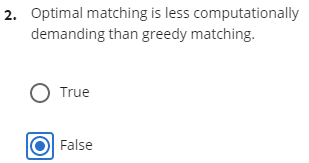 2. Optimal matching is less computationally
demanding than greedy matching.
True
False